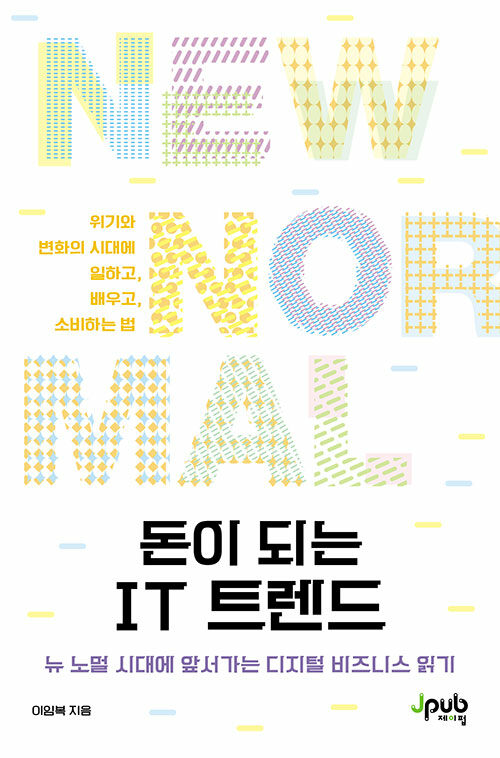 NEW
위기와
변화의 시대에
일하고,
배우고,
소비하는 법
NOR
MAL
돈이 되는
IT 트렌드
뉴 노멀 시대에 앞서가는 디지털 비즈니스 읽기
이임복 지음
Jpub
제이펍